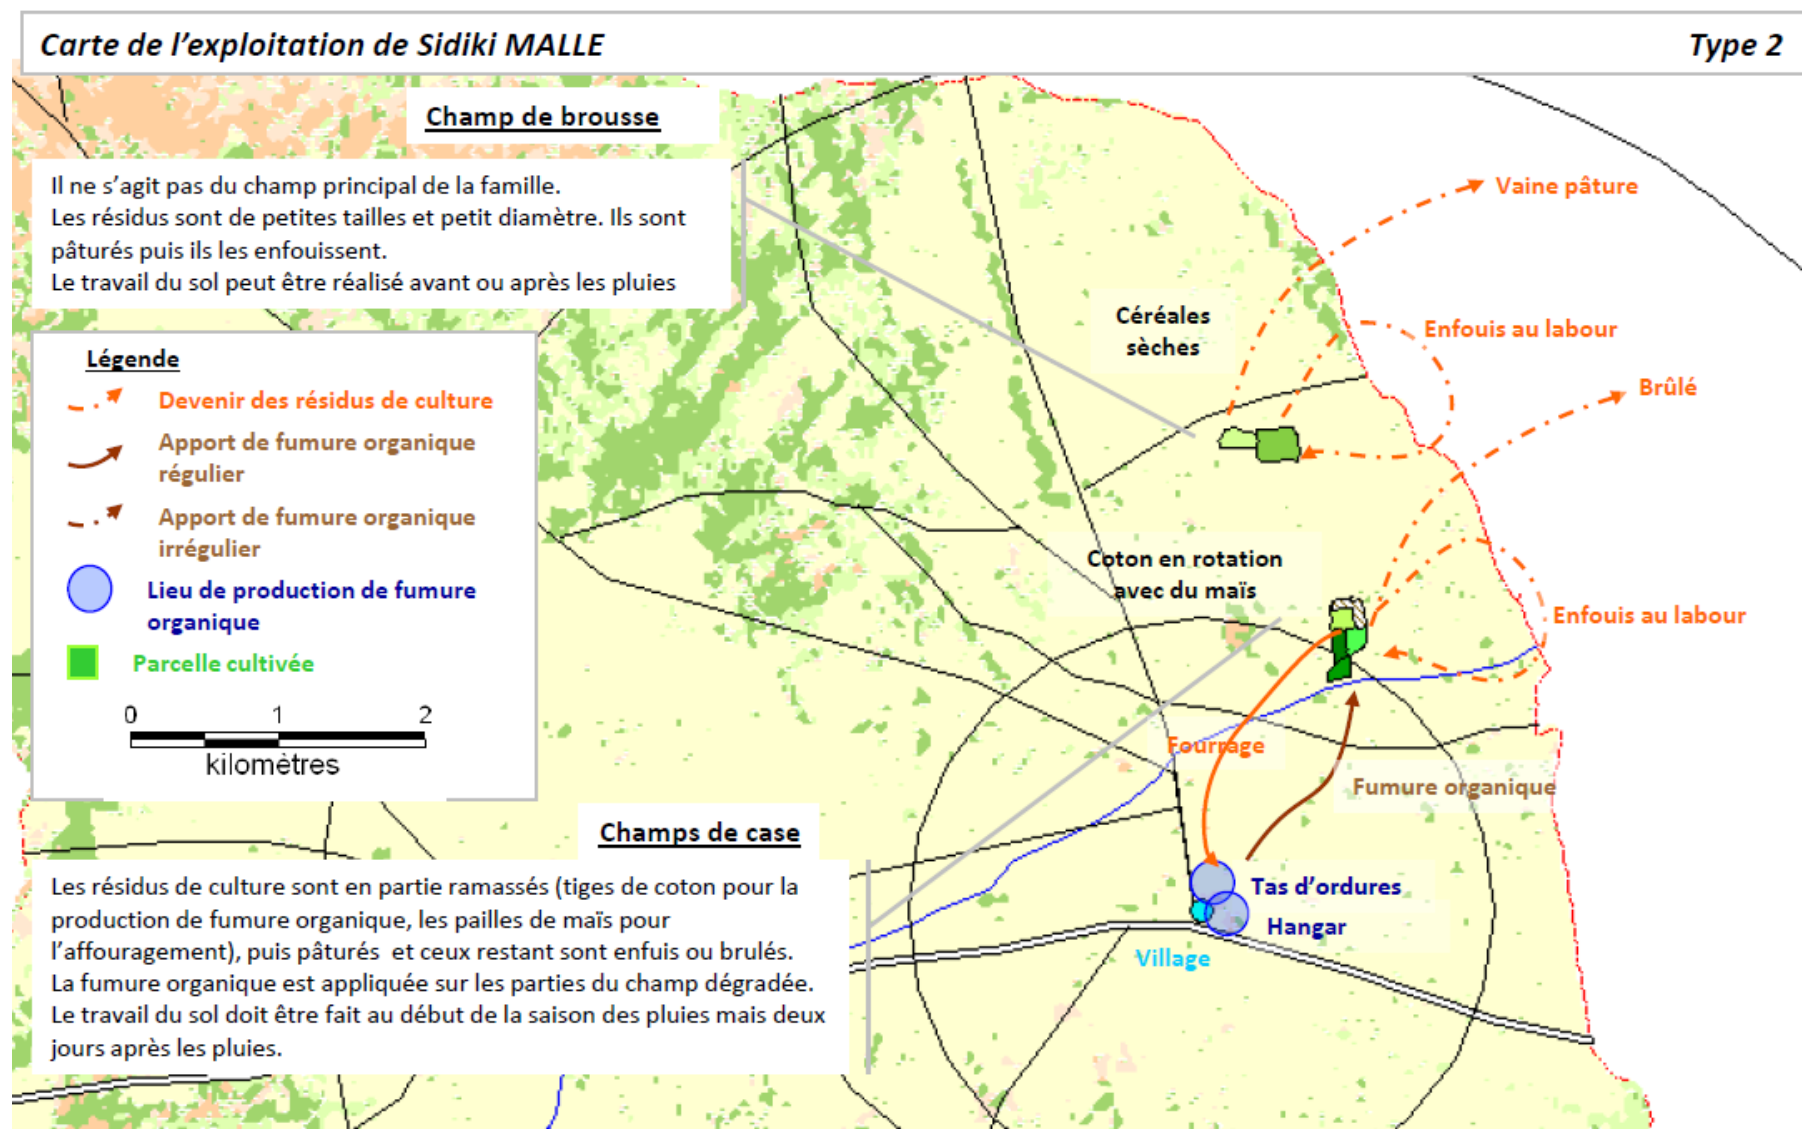 Carte de l’exploitation de Sidiki MALLE
Type 2
Champ de brousse
Il ne s’agit pas du champ principal de la famille.
Les résidus sont de petites tailles et petit diamètre. Ils sont
pâturés puis ils les enfouissent.
Le travail du sol peut être réalisé avant ou après les pluies
Vaine pâture
Céréales
sèches
Enfouis au labour
Brûlé
Légende
Devenir des résidus de culture
Apport de fumure organique
régulier
Apport de fumure organique
irrégulier
Lieu de production de fumure
organique
Parcelle cultivée
0 1 2
kilomètres
Coton en rotation
avec du maïs
Enfouis au labour
Fourrage
Fumure organique
Champs de case
Les résidus de culture sont en partie ramassés (tiges de coton pour la
production de fumure organique, les pailles de maïs pour
l’affouragement), puis pâturés et ceux restant sont enfuis ou brulés.
La fumure organique est appliquée sur les parties du champ dégradée.
Le travail du sol doit être fait au début de la saison des pluies mais deux
jours après les pluies.
Tas d’ordures
Hangar
Village